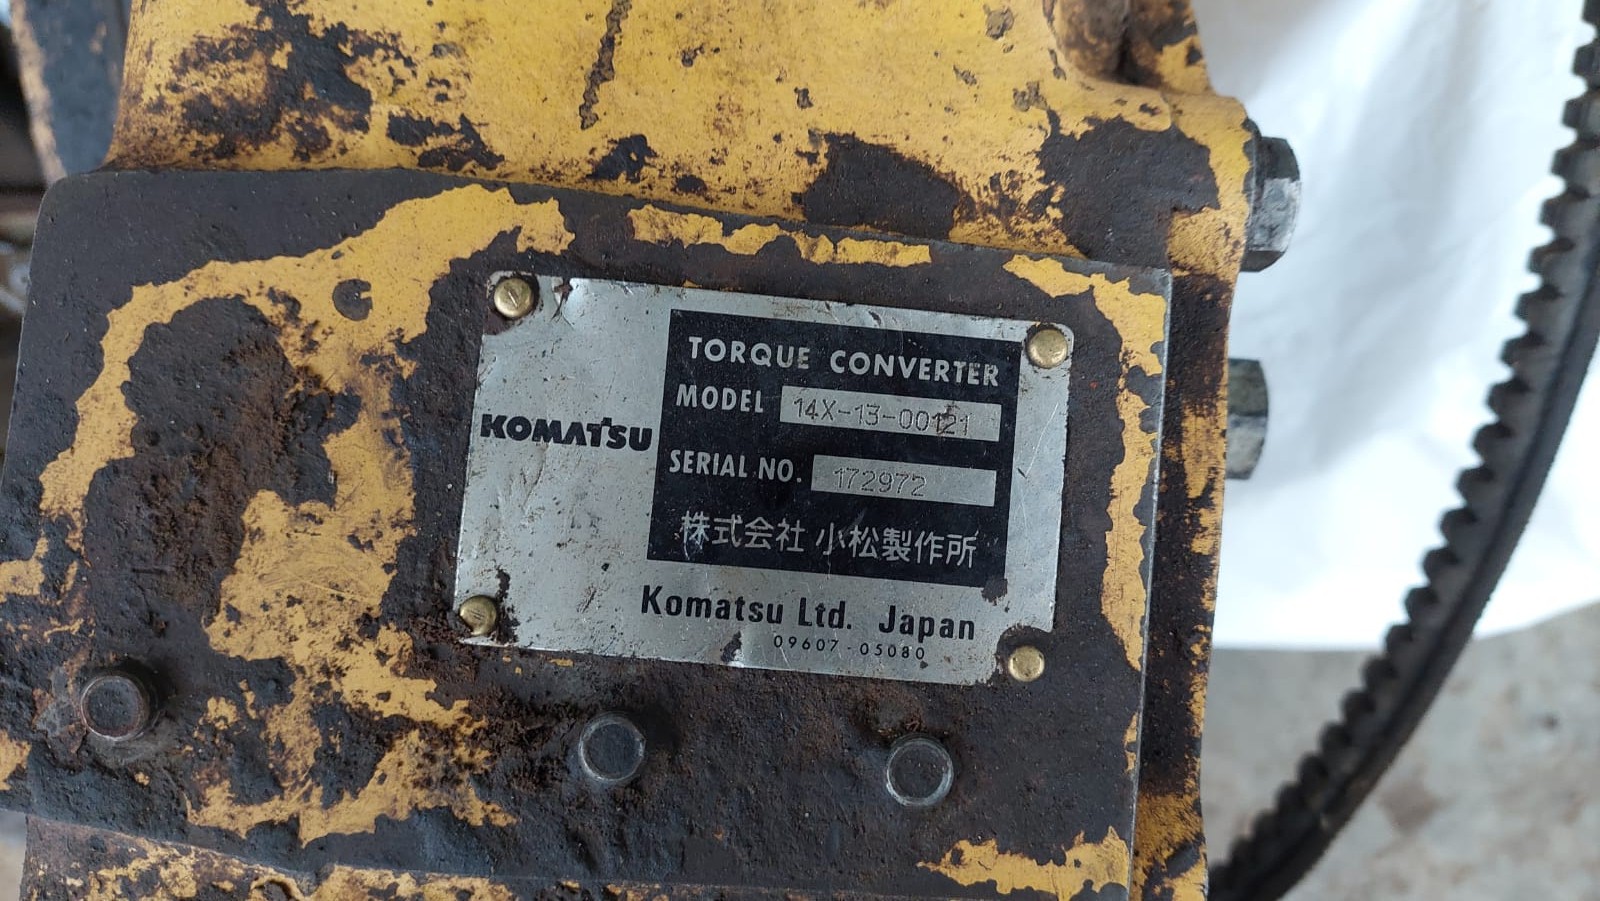 KOMATSU
TORQUE CONVERTER
MODEL 14X-13-00121
SERIAL NO. 172972
株式会社 小松製作所
Komatsu Ltd. Japan
09607-05080